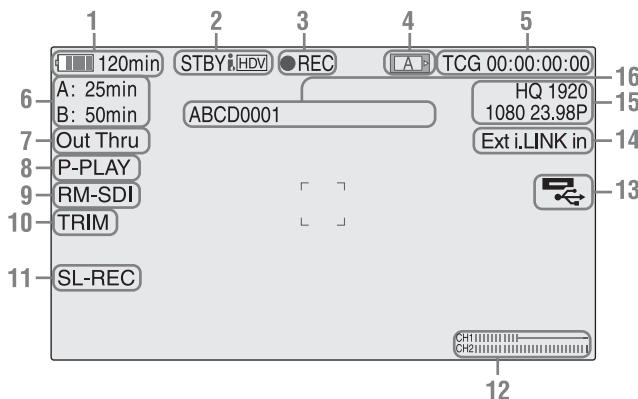 1 2 3 4 5
120min STBY i HDV ●REC A TCG 00:00:00:00
16
6 A: 25min HQ 1920 15
B: 50min ABCD0001 1080 23.98P
7 Out Thru Ext i.LINK in 14
8 P-PLAY
9 RM-SDI 13
10 TRIM
11 SL-REC
CH1
CH2
12